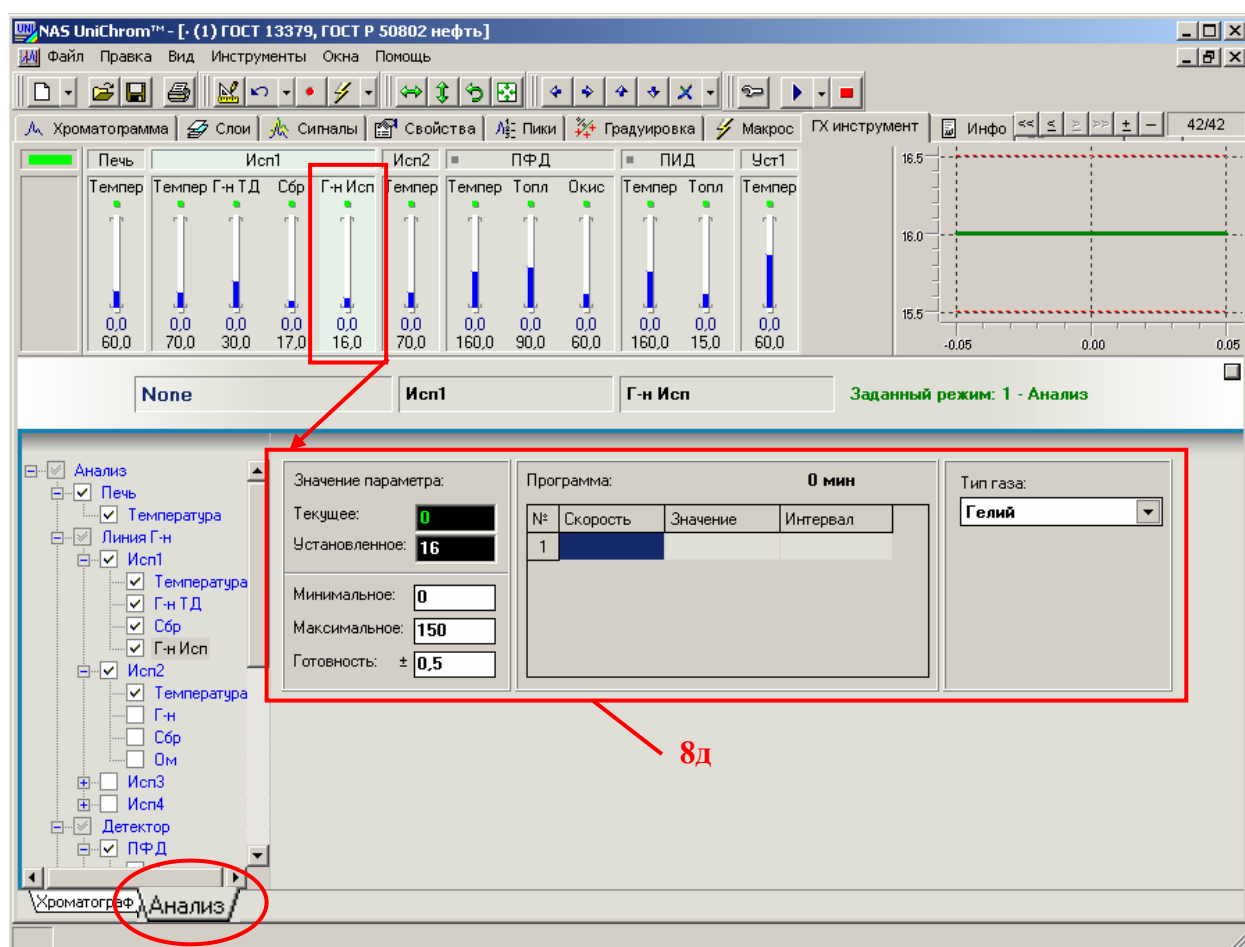 NAS UniChrom™ - [· (1) ГОСТ 13379, ГОСТ Р 50802 нефть]
Файл Правка Вид Инструменты Окна Помощь
Хроматограмма Слои Сигналы Свойства Пики Градуировка Макрос ГХ инструмент Инфо << ≤ ≥ >> ± − 42/42
Печь Исп1 Исп2 ПФД ПИД Уст1
Темпер Темпер Г-н ТД Сбр Г-н Исп Темпер Темпер Топл Окис Темпер Топл Темпер
0,0 0,0 0,0 0,0 0,0 0,0 0,0 0,0 0,0 0,0 0,0 0,0
60,0 70,0 30,0 17,0 16,0 70,0 160,0 90,0 60,0 160,0 15,0 60,0
16.5
16.0
15.5
-0.05 0.00 0.05
None Исп1 Г-н Исп Заданный режим: 1 - Анализ
Анализ
Печь
Температура
Линия Г-н
Исп1
Температура
Г-н ТД
Сбр
Г-н Исп
Исп2
Температура
Г-н
Сбр
Ом
Исп3
Исп4
Детектор
ПФД
Значение параметра:
Текущее: 0
Установленное: 16
Минимальное: 0
Максимальное: 150
Готовность: ± 0,5
Программа: 0 мин
№ Скорость Значение Интервал
1
Тип газа:
Гелий
8д
Хроматограф Анализ